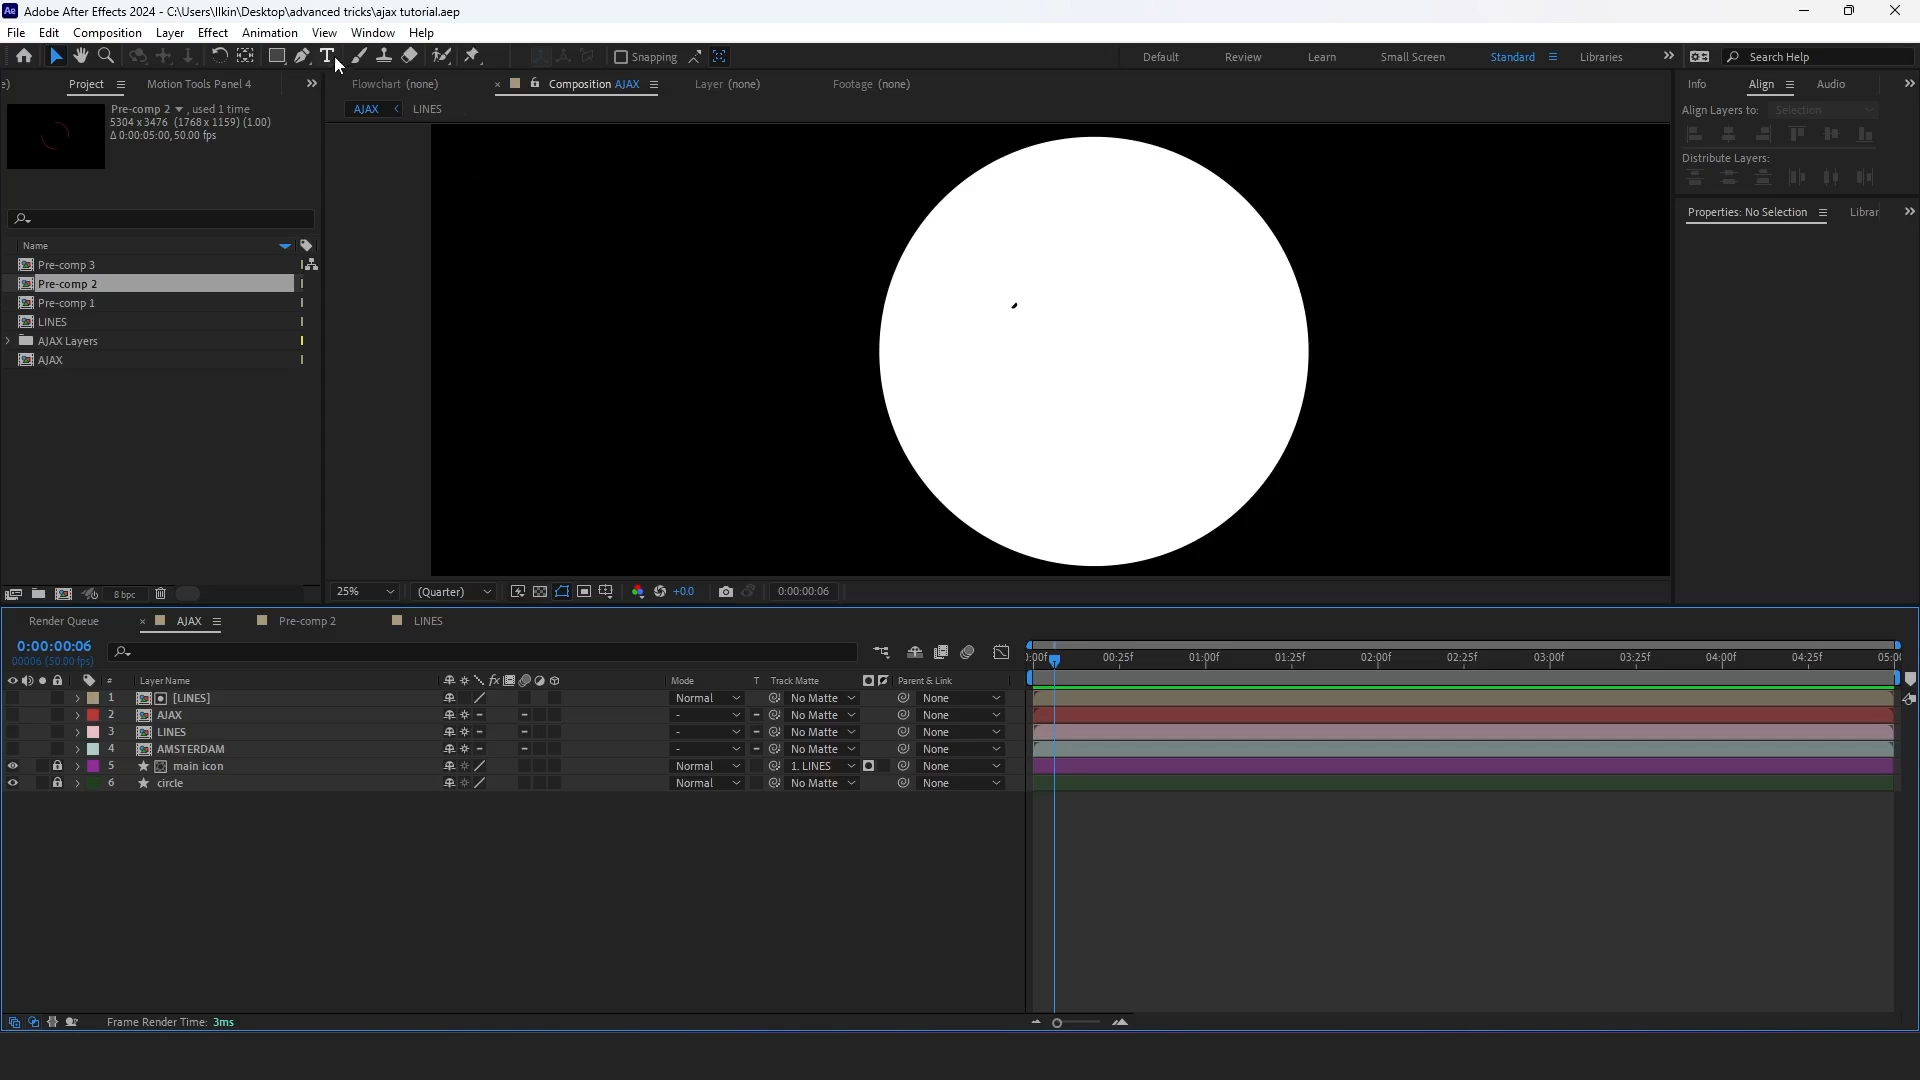 Ae Adobe After Effects 2024 - C:\Users\Ilkin\Desktop\advanced tricks\ajax tutorial.aep
File Edit Composition Layer Effect Animation View Window Help
T Snapping Default Review Learn Small Screen Standard Libraries Search Help
Project Motion Tools Panel 4 Flowchart (none) Composition AJAX Layer (none) Footage (none) Info Align Audio
AJAX LINES
Pre-comp 2 , used 1 time
5304 x 3476 (1768 x 1159) (1.00)
Δ 0:00:05:00, 50.00 fps
Align Layers to: Selection
Distribute Layers:
Properties: No Selection Librar
Name
Pre-comp 3
Pre-comp 2
Pre-comp 1
LINES
AJAX Layers
AJAX
8 bpc 25% (Quarter) +0.0 0:00:00:06
Render Queue AJAX Pre-comp 2 LINES
0:00:00:06
00006 (50.00 fps)
:00f 00:25f 01:00f 01:25f 02:00f 02:25f 03:00f 03:25f 04:00f 04:25f 05:0
# Layer Name fx Mode T Track Matte Parent & Link
1 [LINES] Normal No Matte None
2 AJAX - No Matte None
3 LINES - No Matte None
4 AMSTERDAM - No Matte None
5 main icon Normal 1. LINES None
6 circle Normal No Matte None
Frame Render Time: 3ms